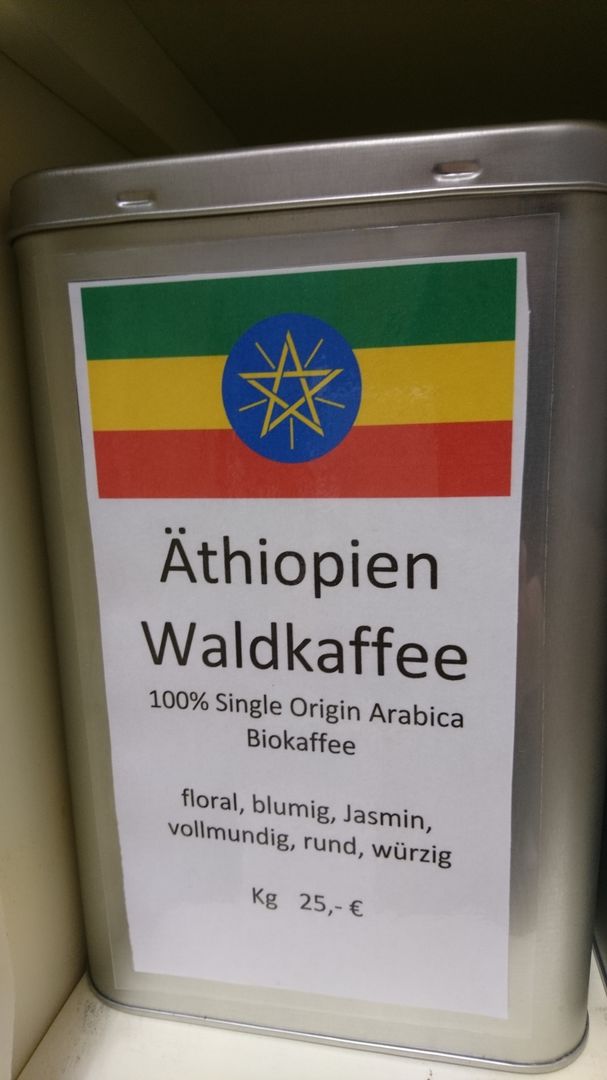 Äthiopien
Waldkaffee
100% Single Origin Arabica
Biokaffee
floral, blumig, Jasmin,
vollmundig, rund, würzig
Kg 25,- €